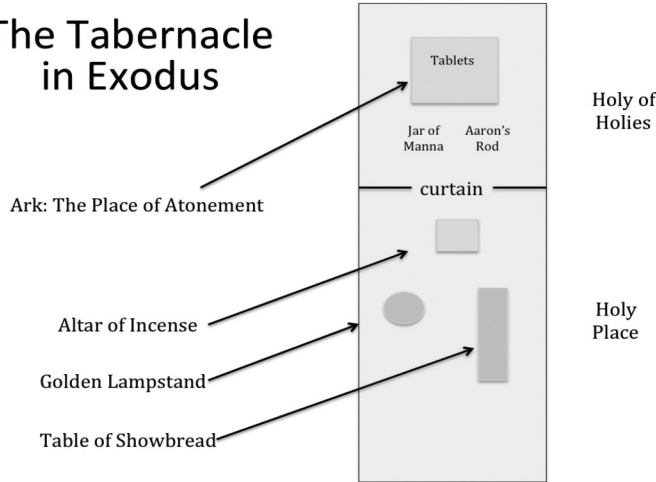 The Tabernacle
in Exodus
Tablets
Holy of
Holies
Jar of
Manna
Aaron's
Rod
curtain
Ark: The Place of Atonement
Altar of Incense
Holy
Place
Golden Lampstand
Table of Showbread